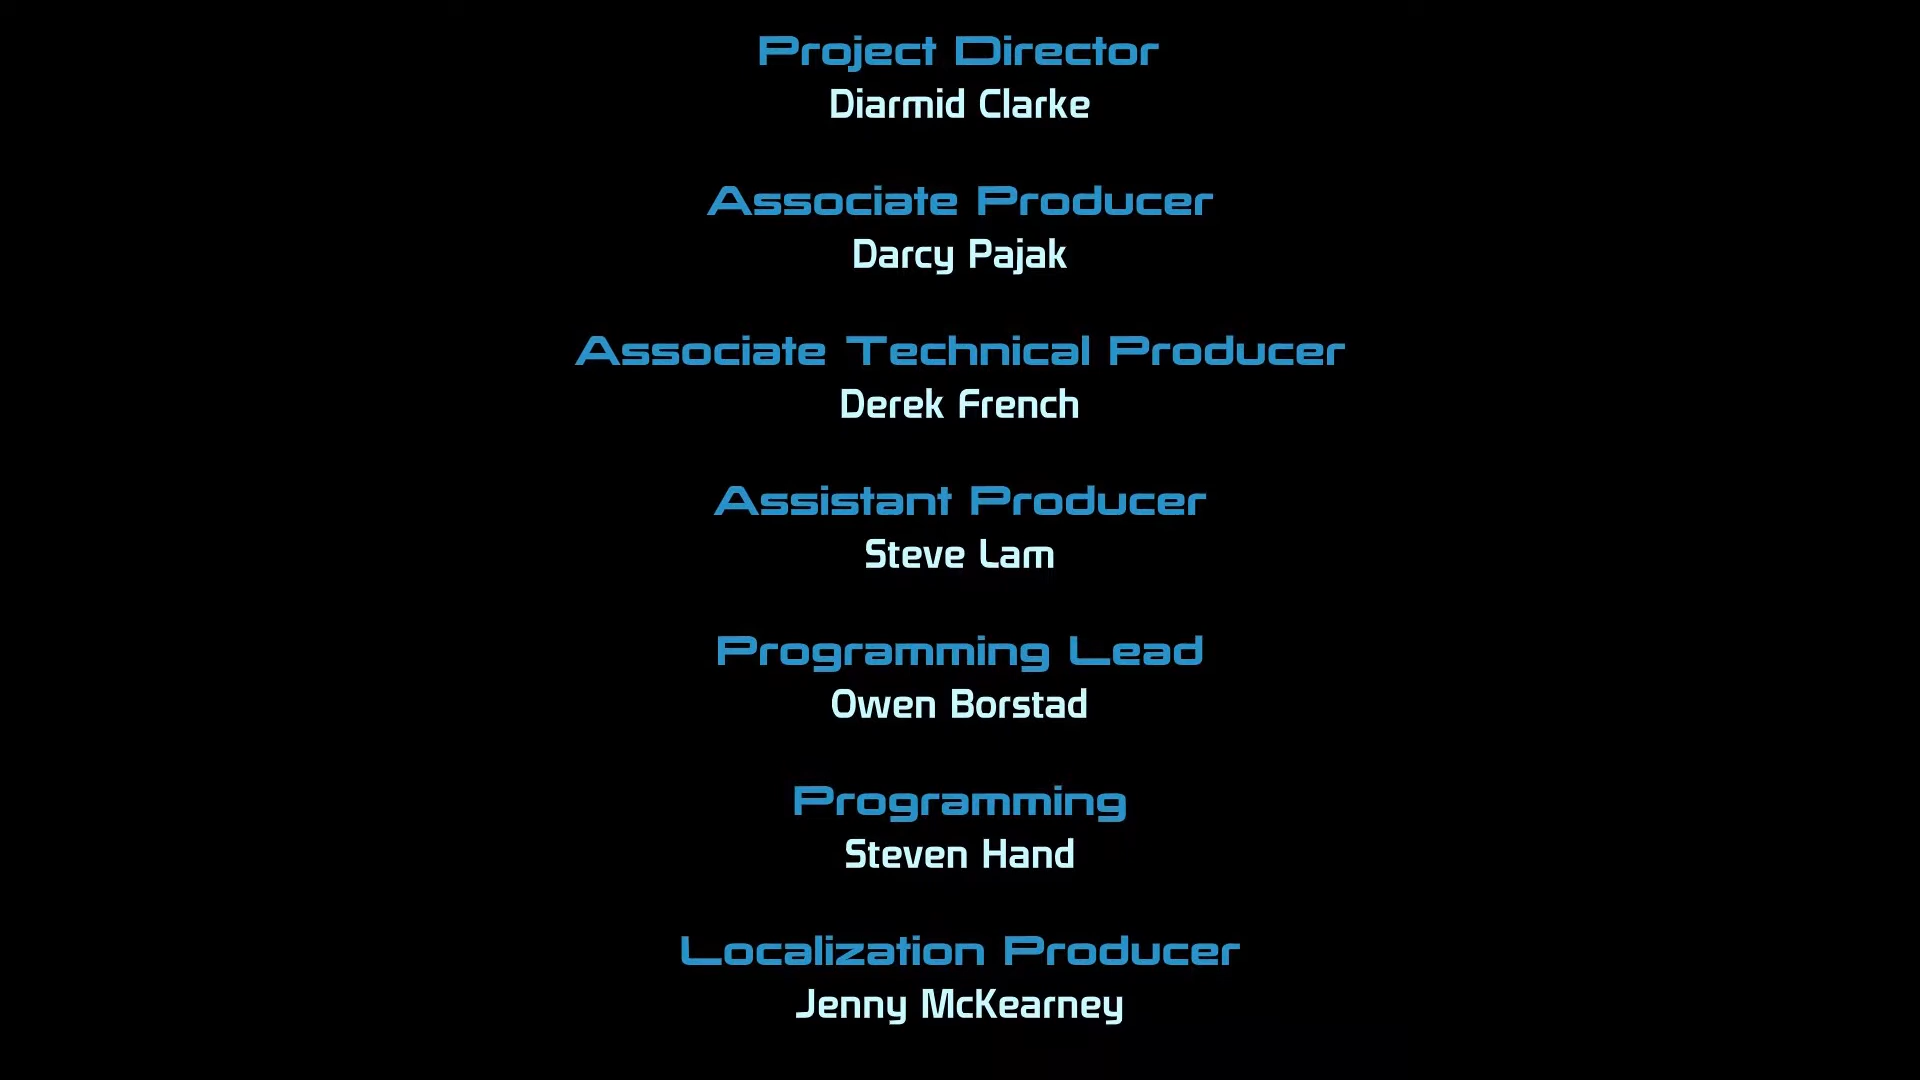 Project Director
Diarmid Clarke
Associate Producer
Darcy Pajak
Associate Technical Producer
Derek French
Assistant Producer
Steve Lam
Programming Lead
Owen Borstad
Programming
Steven Hand
Localization Producer
Jenny McKearney